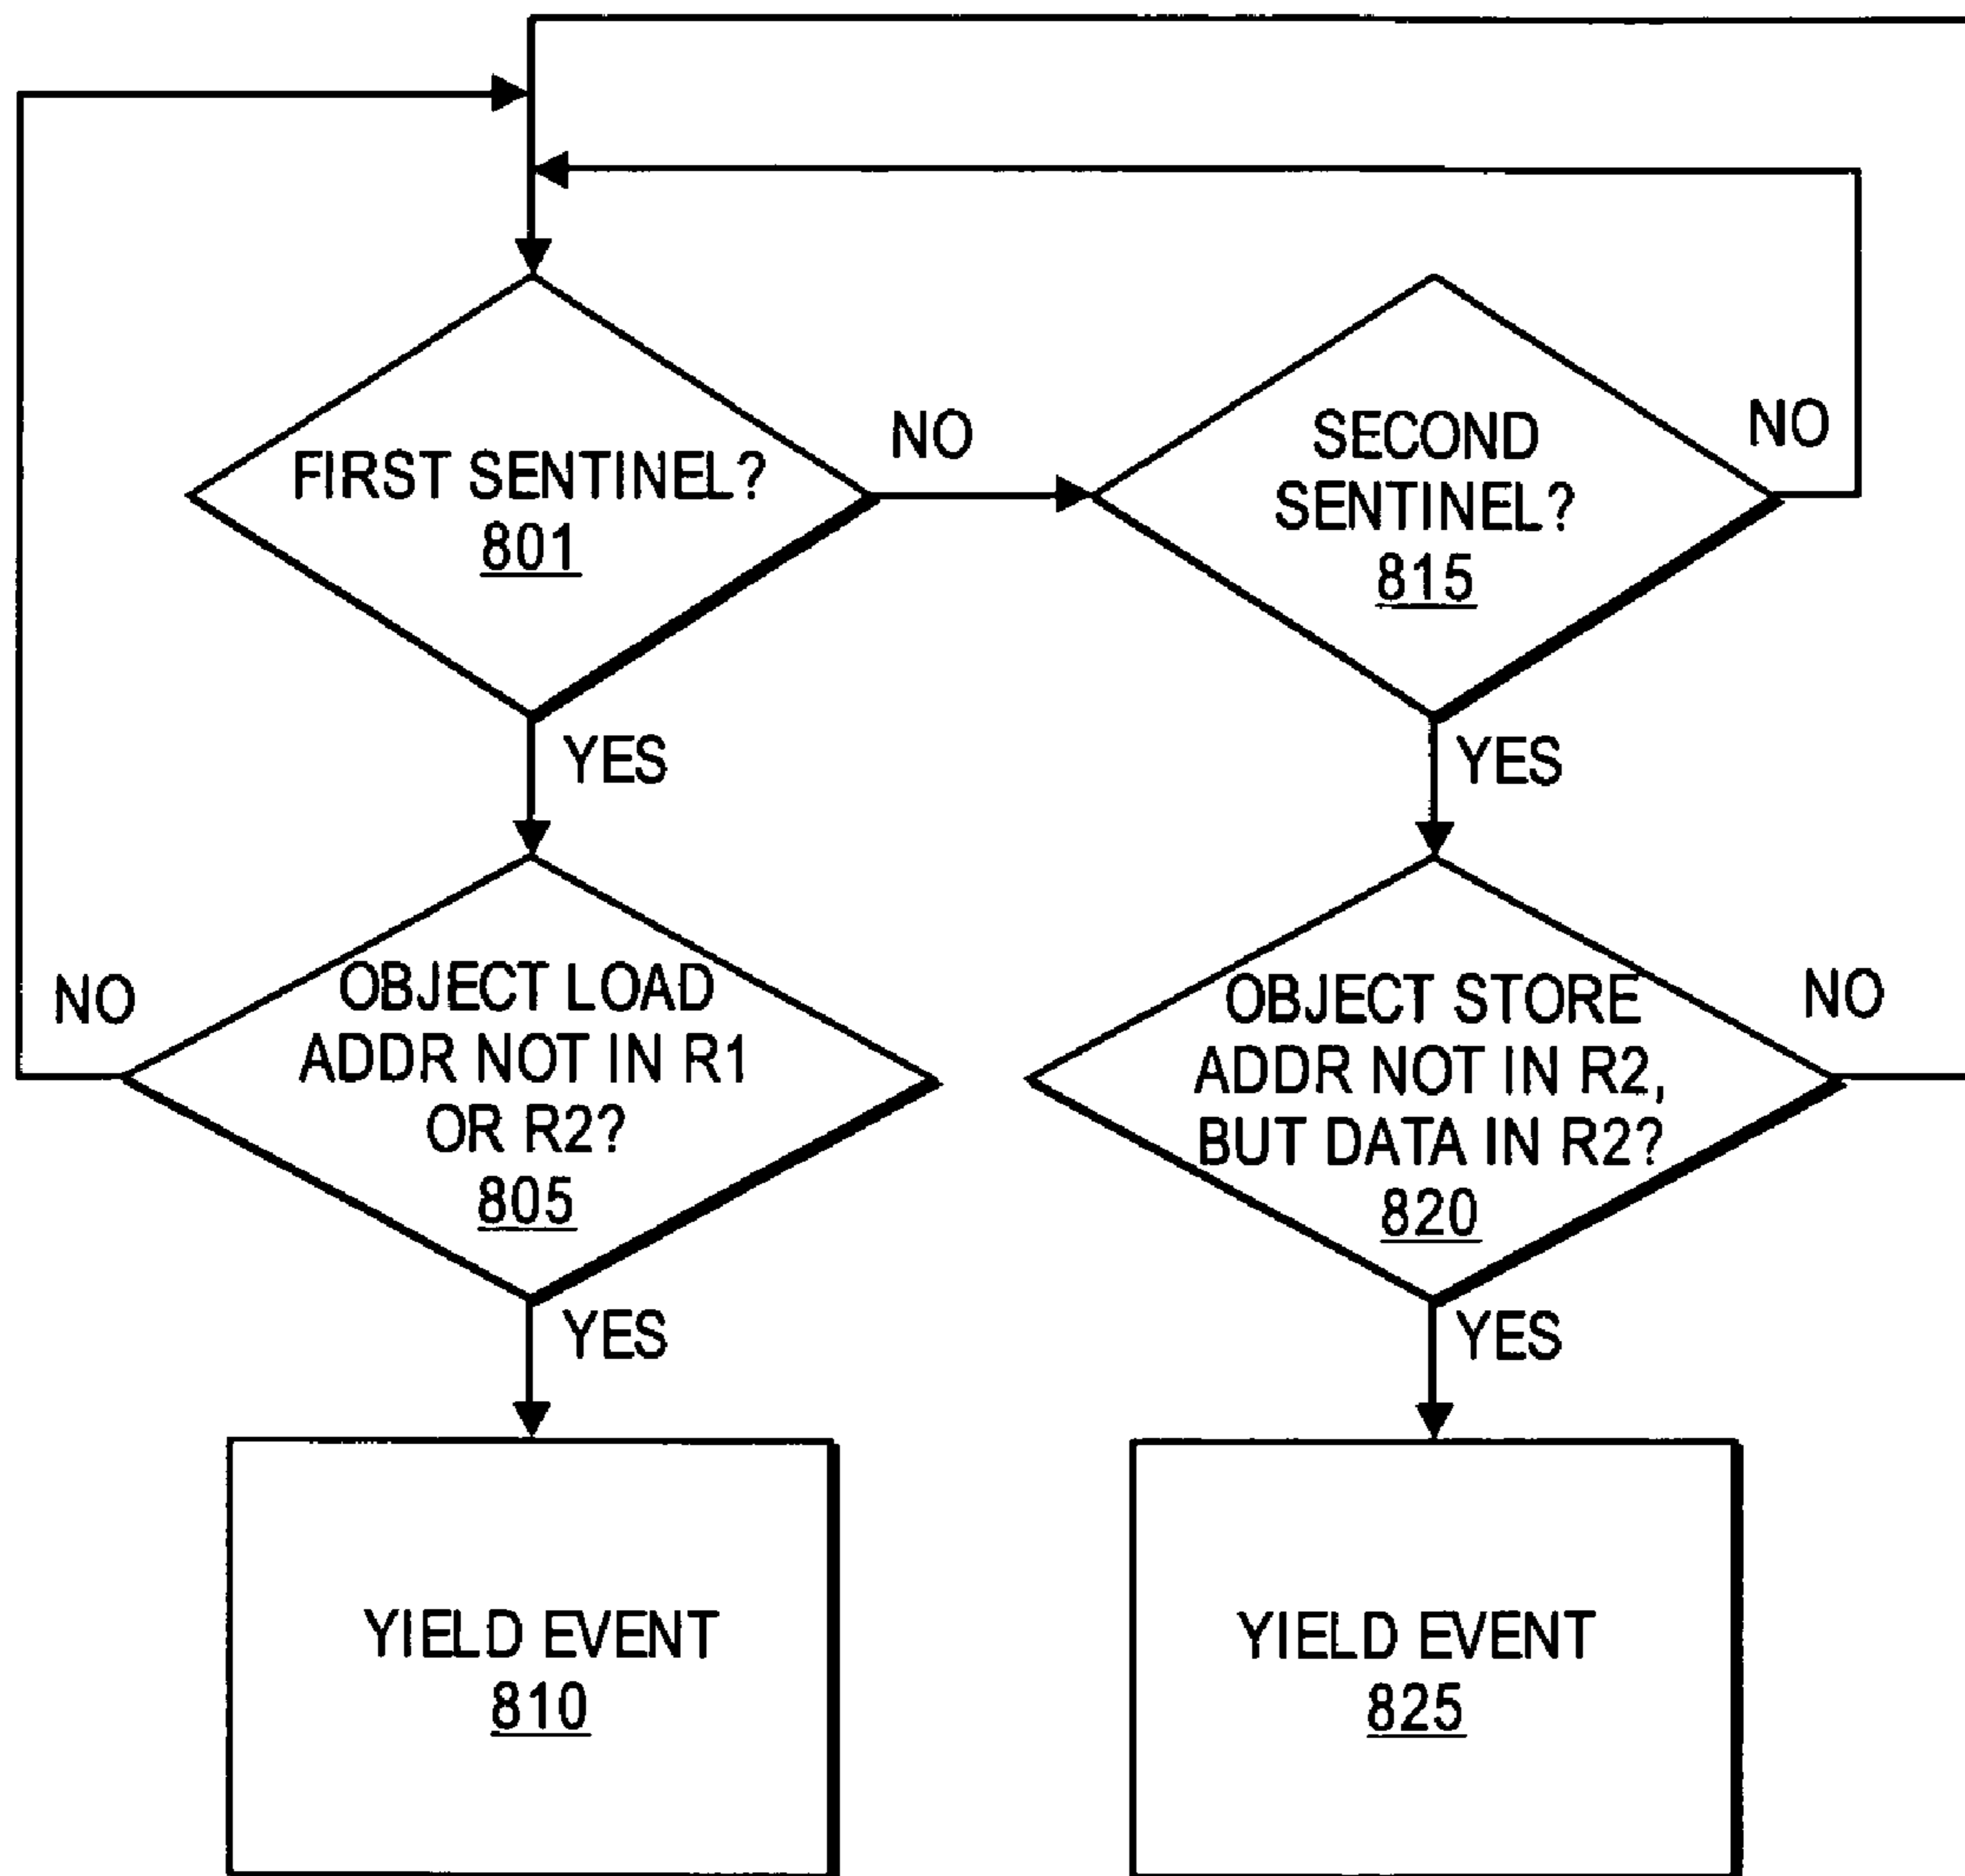 FIRST SENTINEL?
801
NO
SECOND
SENTINEL?
815
NO
YES
YES
NO
OBJECT LOAD
ADDR NOT IN R1
OR R2?
805
OBJECT STORE
ADDR NOT IN R2,
BUT DATA IN R2?
820
NO
YES
YES
YIELD EVENT
810
YIELD EVENT
825